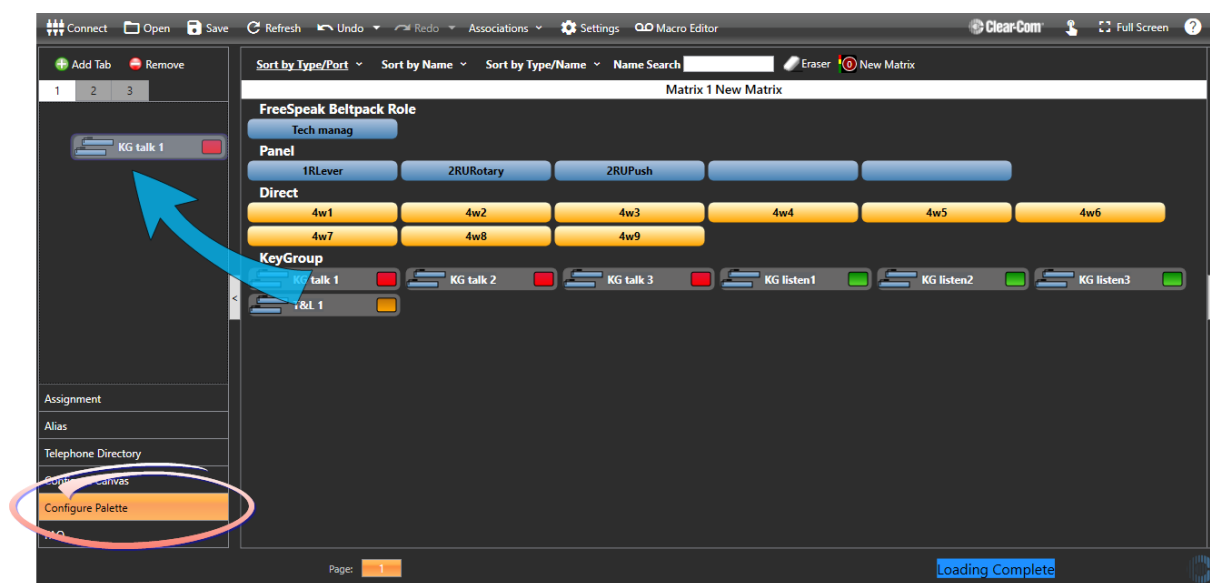 Connect Open Save Refresh Undo Redo Associations Settings Macro Editor Clear-Com Full Screen ?
Add Tab Remove Sort by Type/Port Sort by Name Sort by Type/Name Name Search Eraser 0 New Matrix
1 2 3
Matrix 1 New Matrix
FreeSpeak Beltpack Role
Tech manag
KG talk 1
Panel
1RLever 2RURotary 2RUPush
Direct
4w1 4w2 4w3 4w4 4w5 4w6
4w7 4w8 4w9
KeyGroup
KG talk 1 KG talk 2 KG talk 3 KG listen1 KG listen2 KG listen3
<
T&L 1
Assignment
Alias
Telephone Directory
Configure Canvas
Configure Palette
Page: 1 Loading Complete